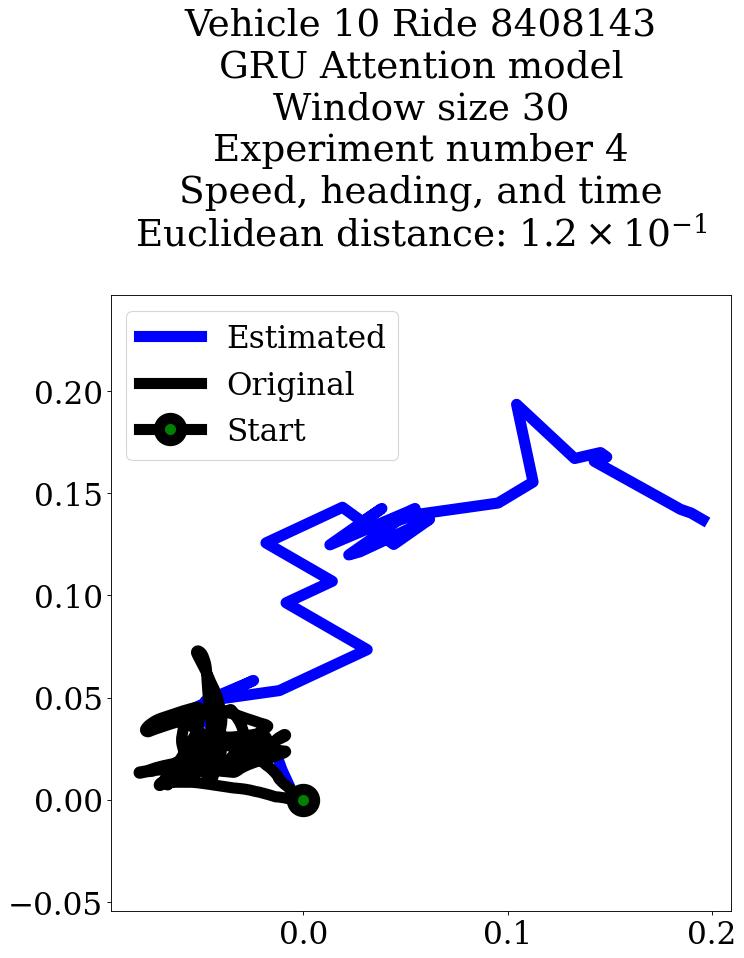 Vehicle 10 Ride 8408143
GRU Attention model
Window size 30
Experiment number 4
Speed, heading, and time
Euclidean distance: 1.2 × 10⁻¹
Estimated
Original
Start
0.20
0.15
0.10
0.05
0.00
−0.05
0.0 0.1 0.2